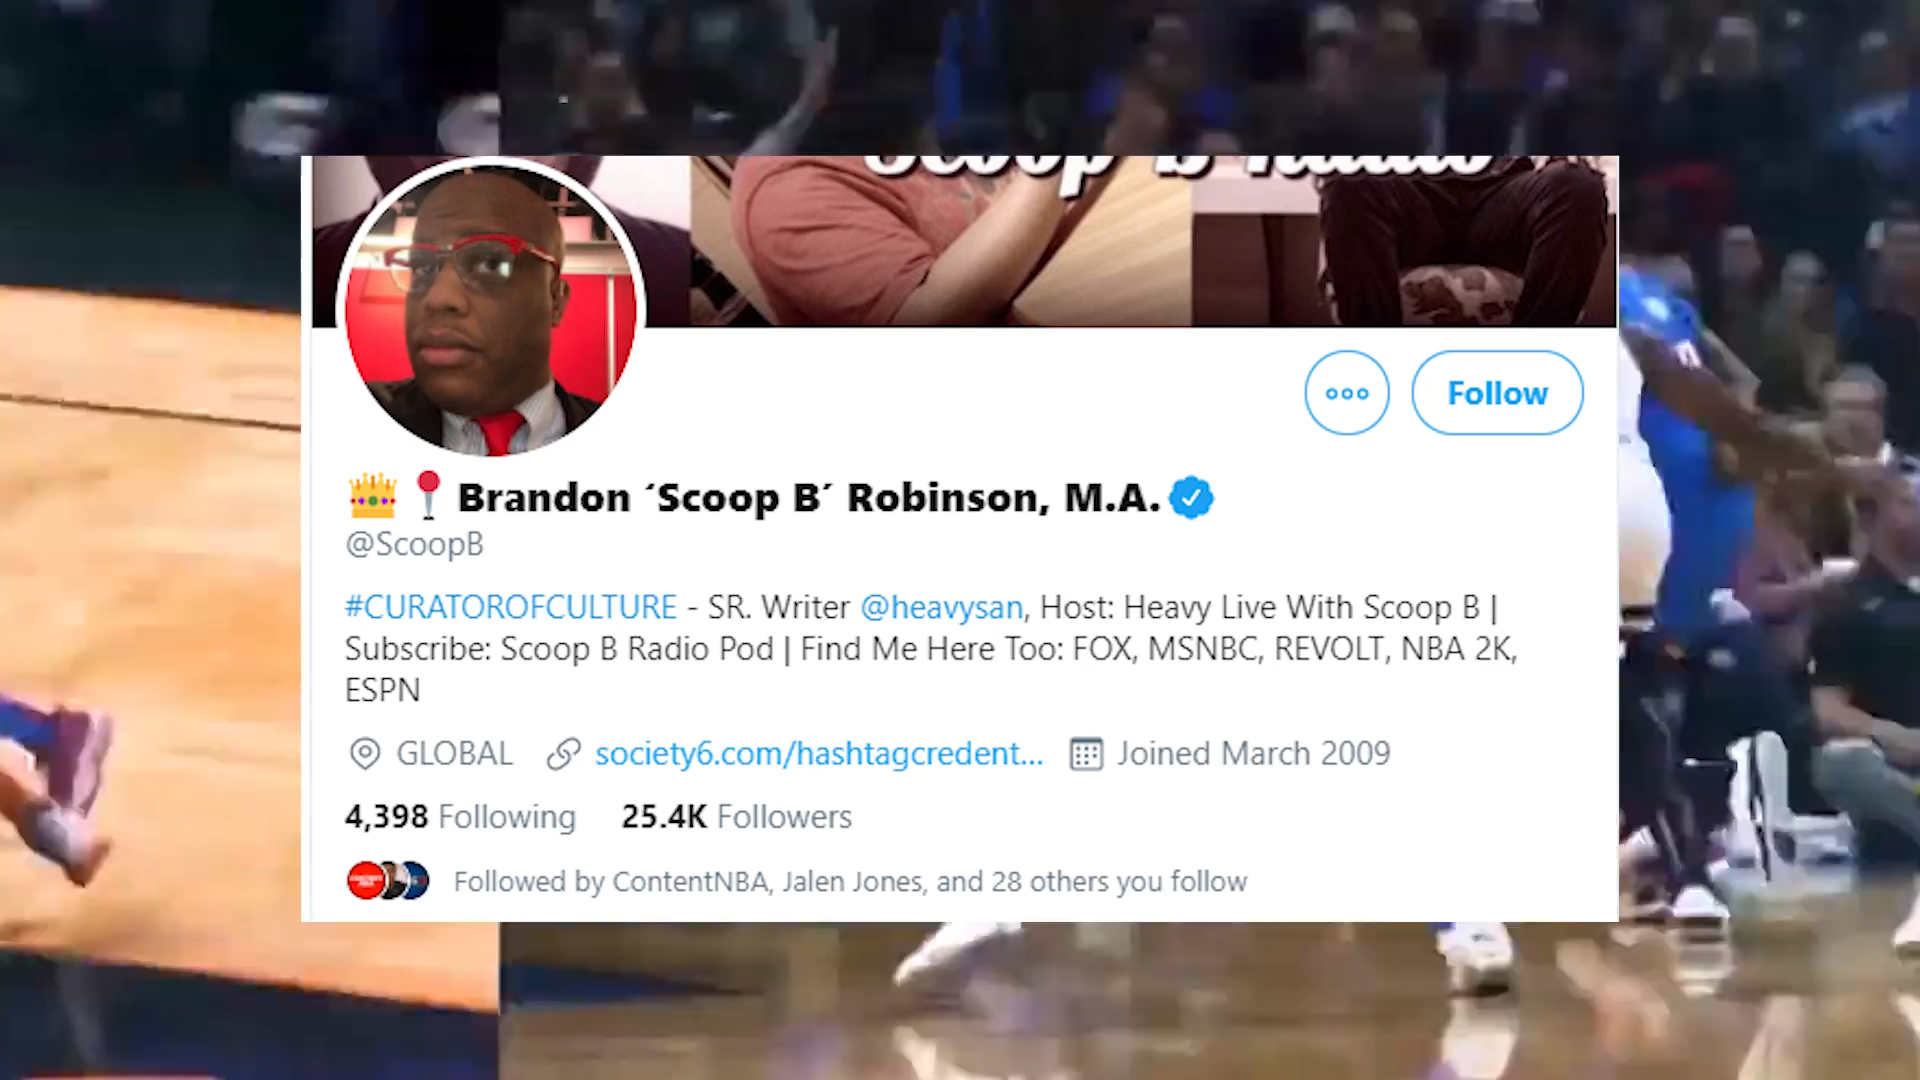 Scoop B Radio
Follow
Brandon ´Scoop B´ Robinson, M.A.
@ScoopB
#CURATOROFCULTURE - SR. Writer @heavysan, Host: Heavy Live With Scoop B |
Subscribe: Scoop B Radio Pod | Find Me Here Too: FOX, MSNBC, REVOLT, NBA 2K,
ESPN
GLOBAL society6.com/hashtagcredent... Joined March 2009
4,398 Following 25.4K Followers
Followed by ContentNBA, Jalen Jones, and 28 others you follow